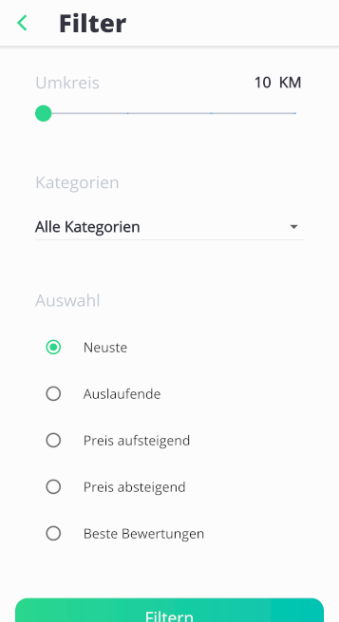 Filter
Umkreis 10 KM
Kategorien
Alle Kategorien
Auswahl
Neuste
Auslaufende
Preis aufsteigend
Preis absteigend
Beste Bewertungen
Filtern